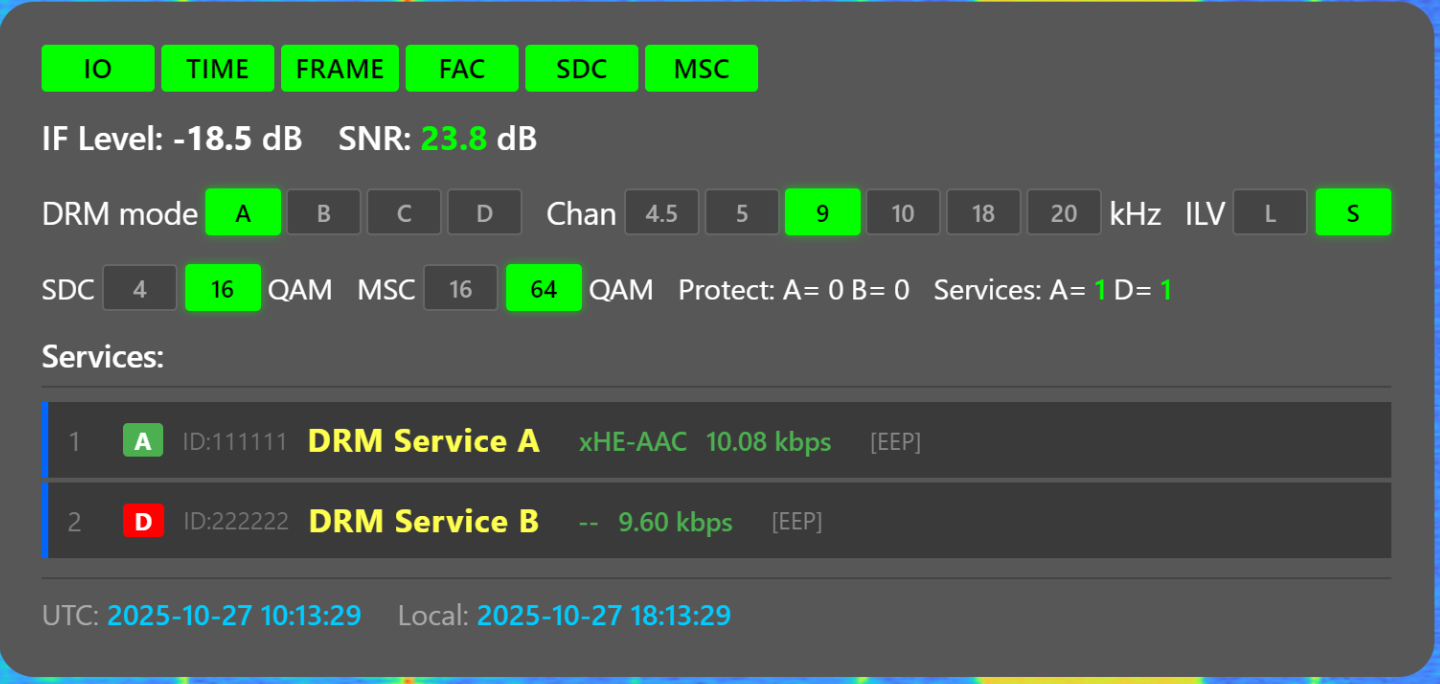 IO TIME FRAME FAC SDC MSC
IF Level: -18.5 dB SNR: 23.8 dB
DRM mode A B C D Chan 4.5 5 9 10 18 20 kHz ILV L S
SDC 4 16 QAM MSC 16 64 QAM Protect: A= 0 B= 0 Services: A= 1 D= 1
Services:
1 A ID:111111 DRM Service A xHE-AAC 10.08 kbps [EEP]
2 D ID:222222 DRM Service B -- 9.60 kbps [EEP]
UTC: 2025-10-27 10:13:29 Local: 2025-10-27 18:13:29